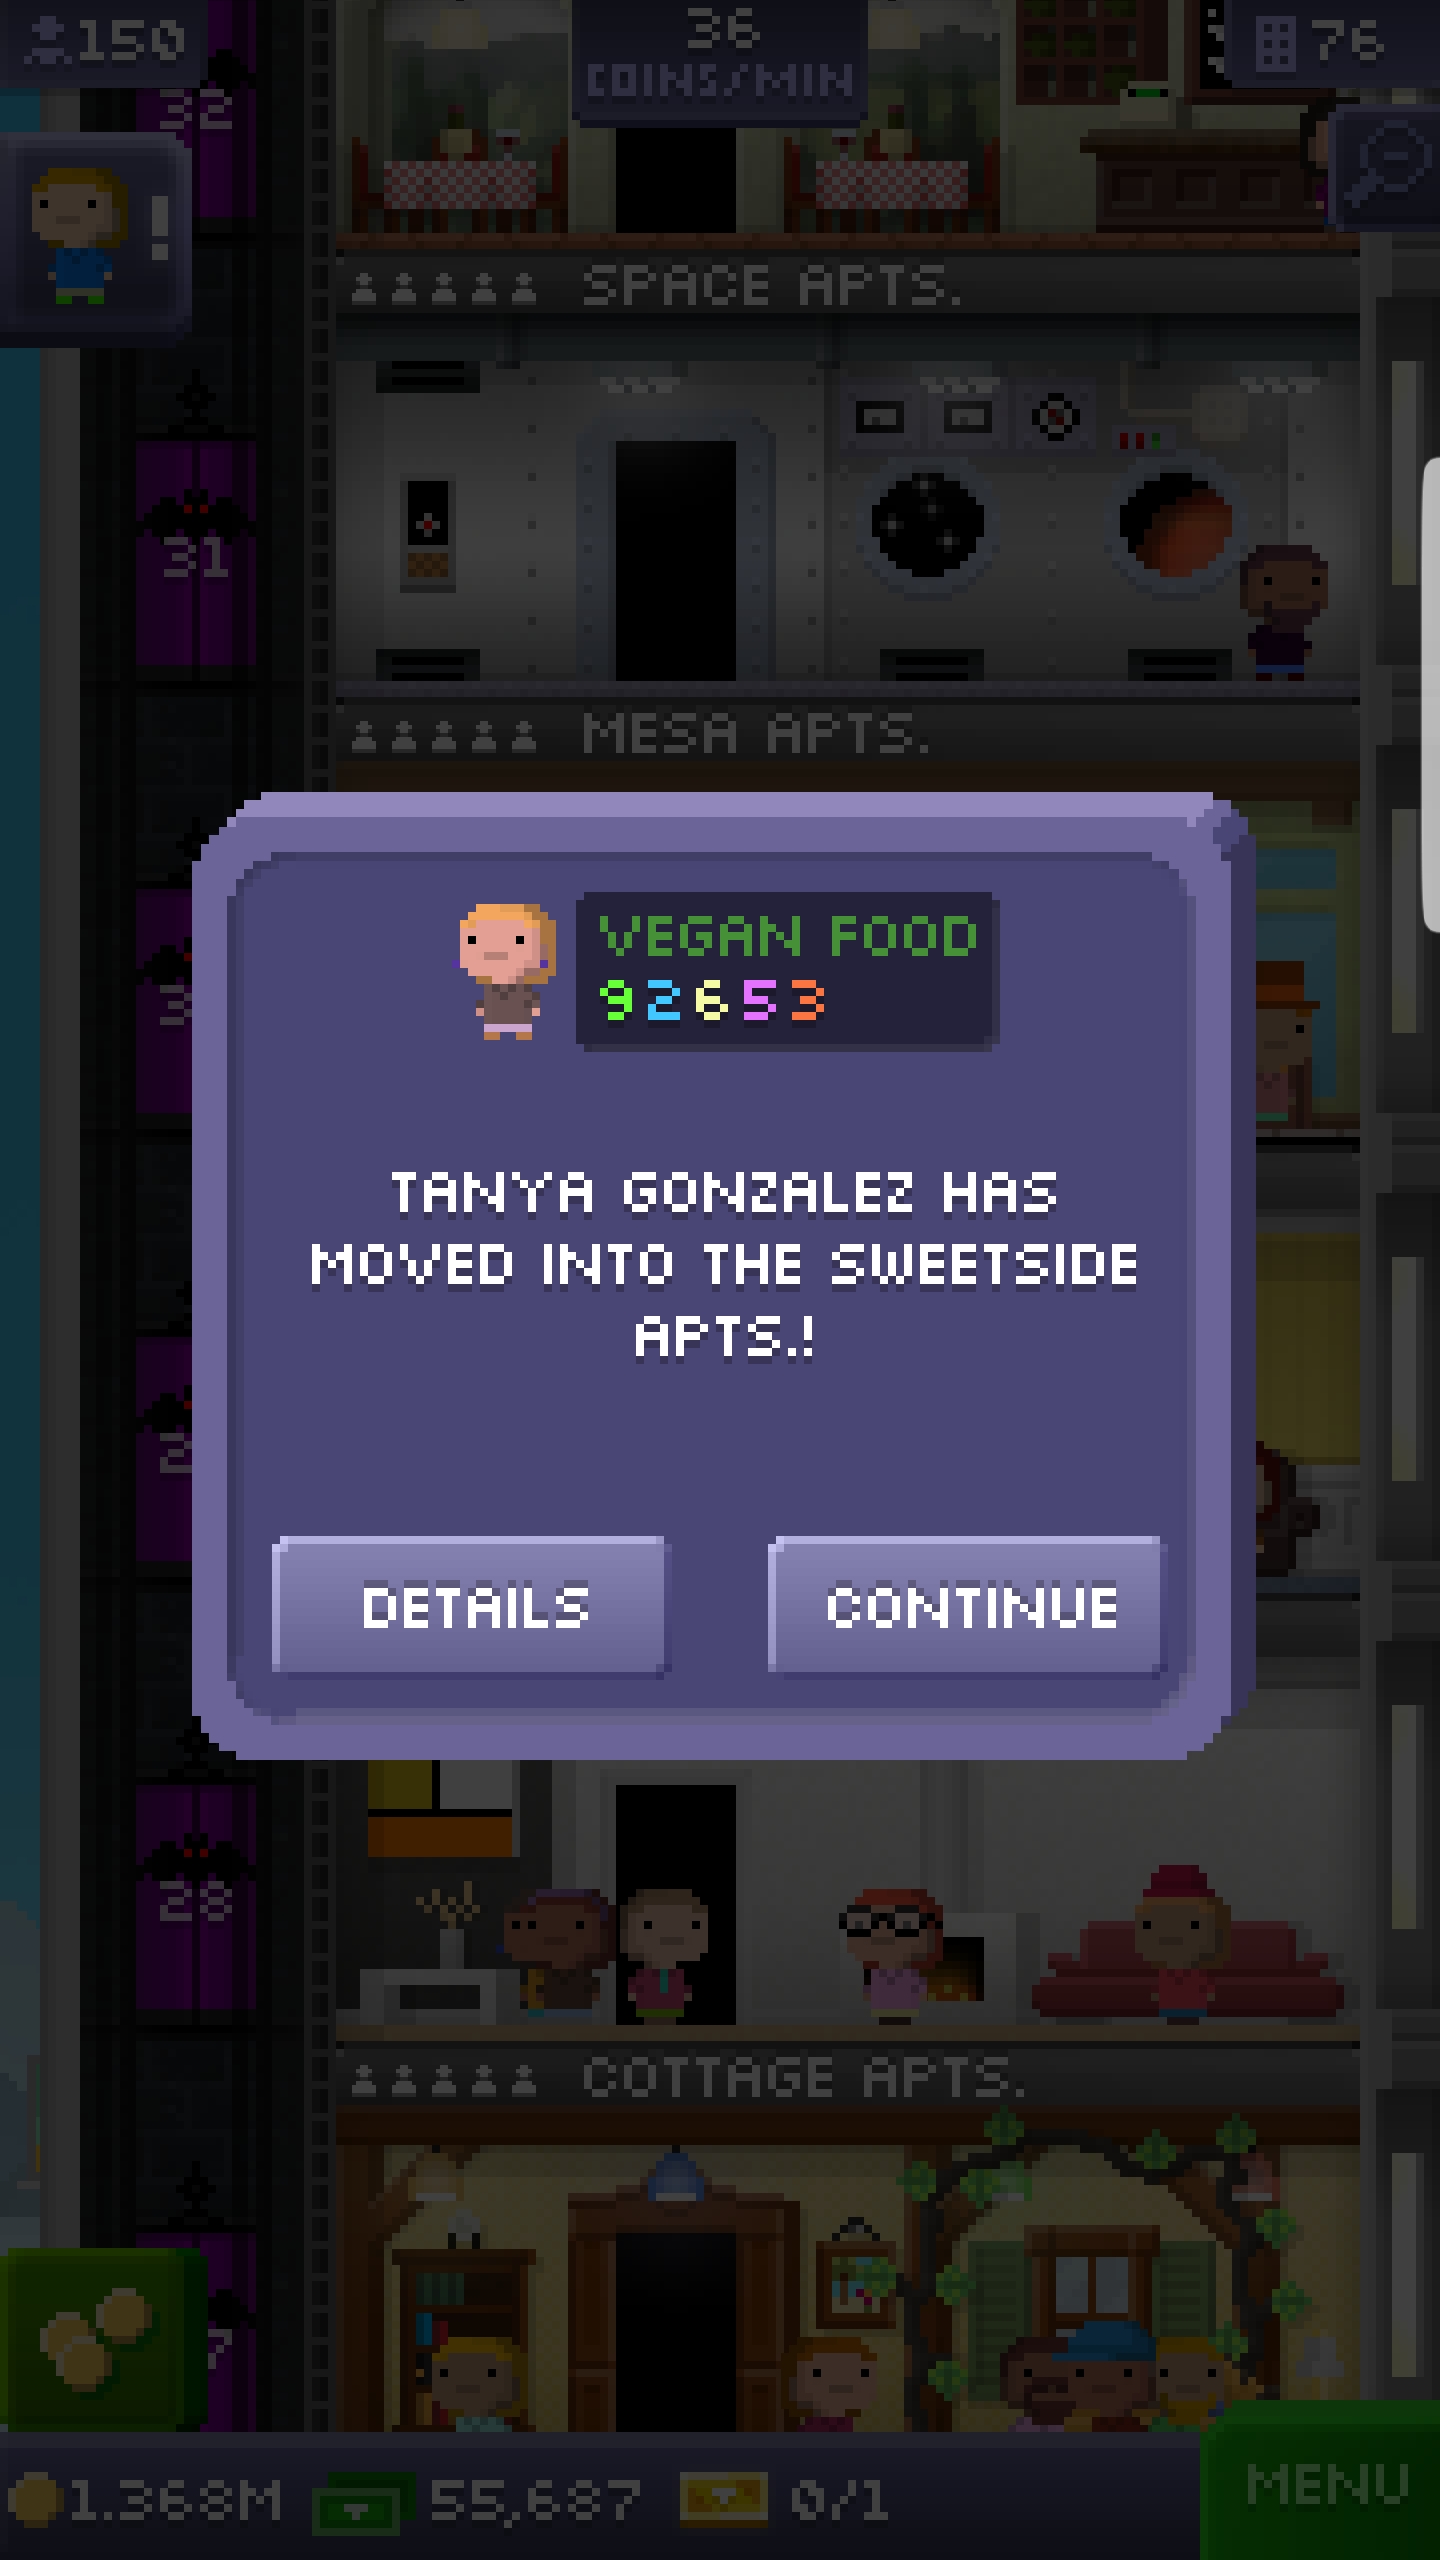 150
36
COINS/MIN
76
32
SPACE APTS.
31
MESA APTS.
VEGAN FOOD
92653
TANYA GONZALEZ HAS
MOVED INTO THE SWEETSIDE
APTS.!
DETAILS
CONTINUE
28
COTTAGE APTS.
1.368M
55,687
0/1
MENU